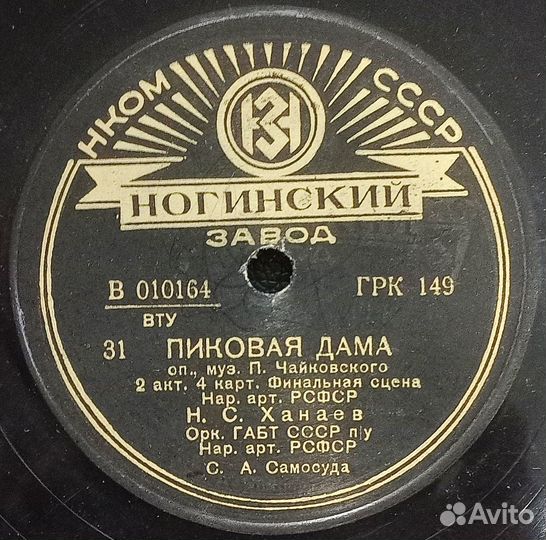 НКОМ СССР
НОГИНСКИЙ
ЗАВОД
В 010164 ГРК 149
ВТУ
31 ПИКОВАЯ ДАМА
оп., муз. П. Чайковского
2 акт, 4 карт. Финальная сцена
Нар. арт. РСФСР
Н. С. Ханаев
Орк. ГАБТ СССР п/у
Нар. арт. РСФСР
С. А. Самосуда
Avito